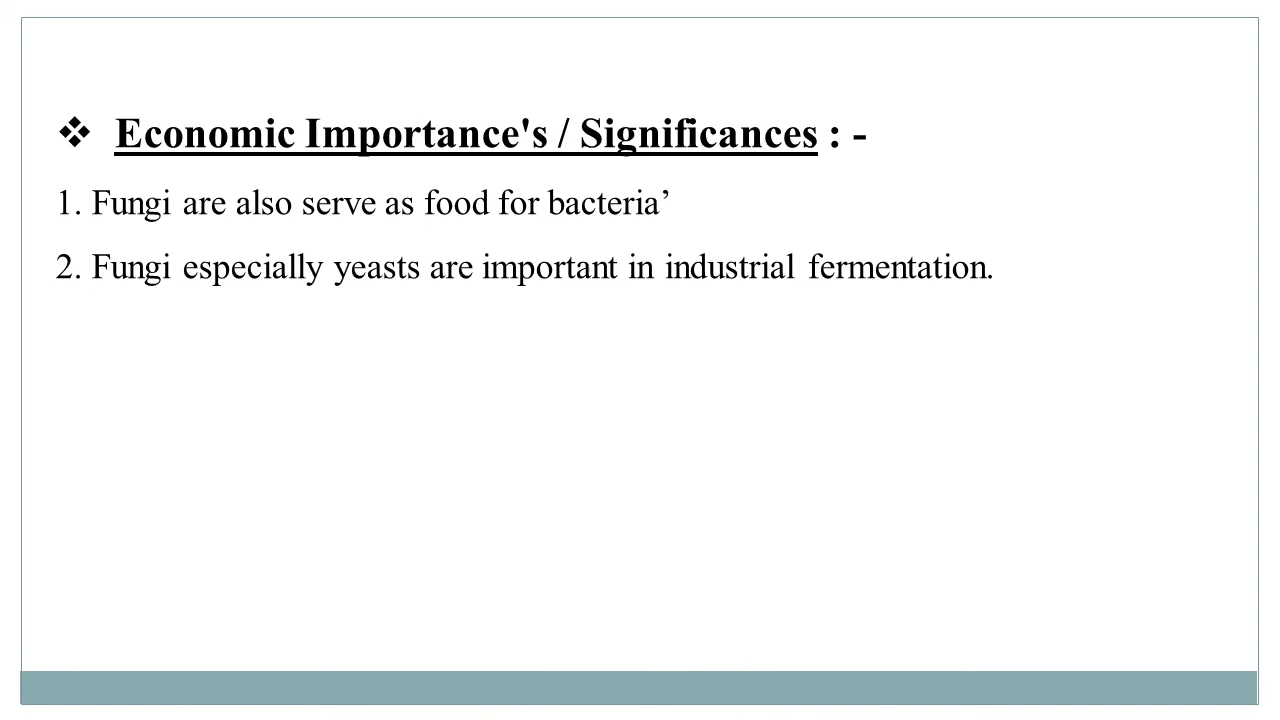 ❖ Economic Importance's / Significances : -
1. Fungi are also serve as food for bacteria’
2. Fungi especially yeasts are important in industrial fermentation.